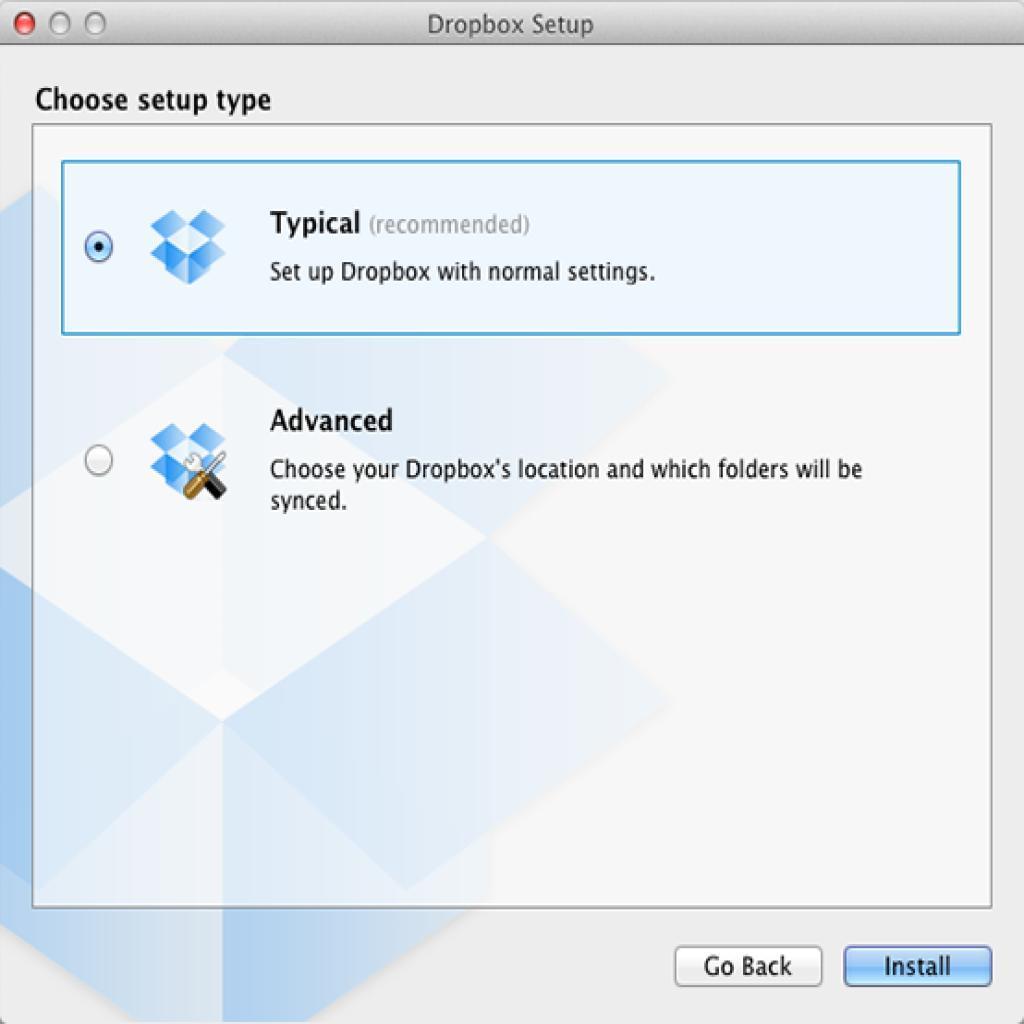 Dropbox Setup
Choose setup type
Typical (recommended)
Set up Dropbox with normal settings.
Advanced
Choose your Dropbox's location and which folders will be
synced.
Go Back
Install